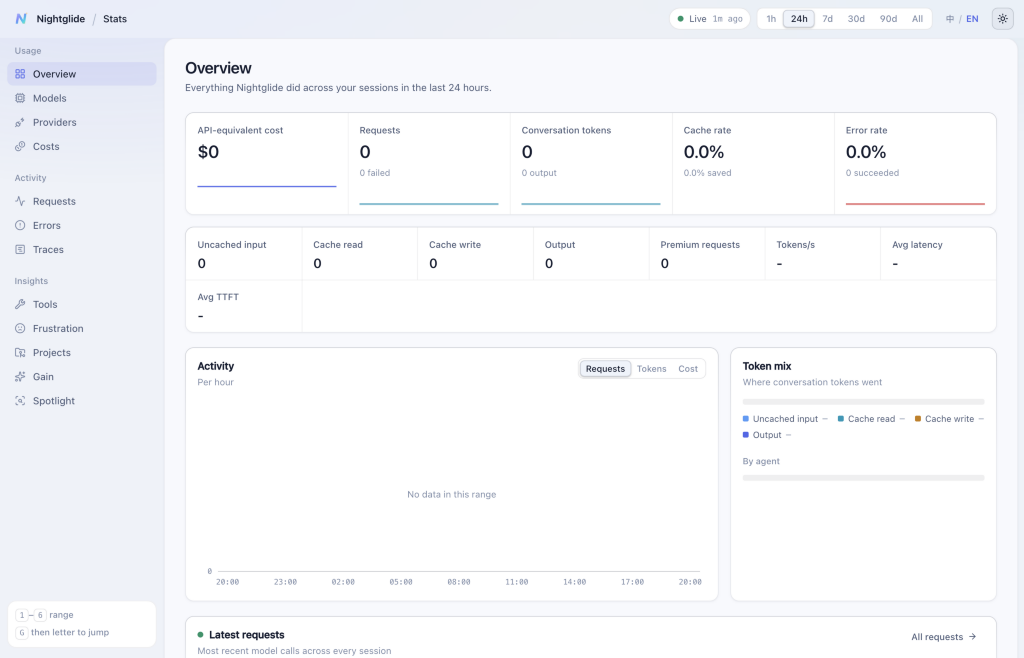 Nightglide / Stats
Live 1m ago
1h 24h 7d 30d 90d All
中 / EN
Usage
Overview
Models
Providers
Costs
Activity
Requests
Errors
Traces
Insights
Tools
Frustration
Projects
Gain
Spotlight
1 – 6 range
G then letter to jump
Overview
Everything Nightglide did across your sessions in the last 24 hours.
API-equivalent cost
$0
Requests
0
0 failed
Conversation tokens
0
0 output
Cache rate
0.0%
0.0% saved
Error rate
0.0%
0 succeeded
Uncached input
0
Cache read
0
Cache write
0
Output
0
Premium requests
0
Tokens/s
-
Avg latency
-
Avg TTFT
-
Activity
Per hour
Requests Tokens Cost
No data in this range
0
20:00 23:00 02:00 05:00 08:00 11:00 14:00 17:00 20:00
Token mix
Where conversation tokens went
Uncached input – Cache read – Cache write –
Output –
By agent
Latest requests
Most recent model calls across every session
All requests →